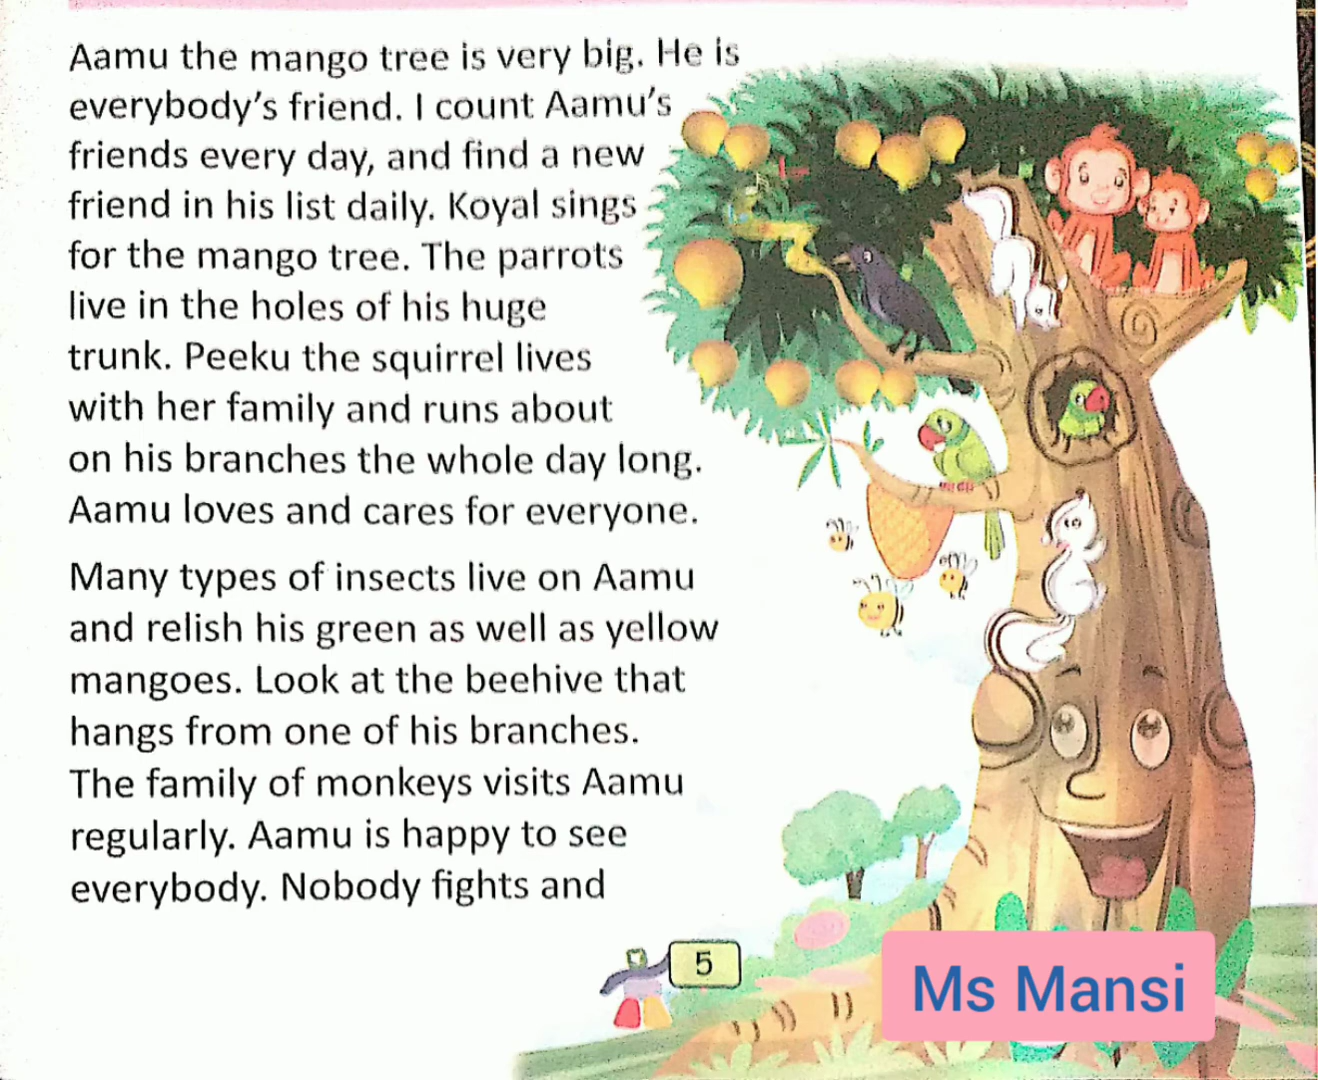 Aamu the mango tree is very big. He is
everybody's friend. I count Aamu's
friends every day, and find a new
friend in his list daily. Koyal sings
for the mango tree. The parrots
live in the holes of his huge
trunk. Peeku the squirrel lives
with her family and runs about
on his branches the whole day long.
Aamu loves and cares for everyone.
Many types of insects live on Aamu
and relish his green as well as yellow
mangoes. Look at the beehive that
hangs from one of his branches.
The family of monkeys visits Aamu
regularly. Aamu is happy to see
everybody. Nobody fights and
5
Ms Mansi